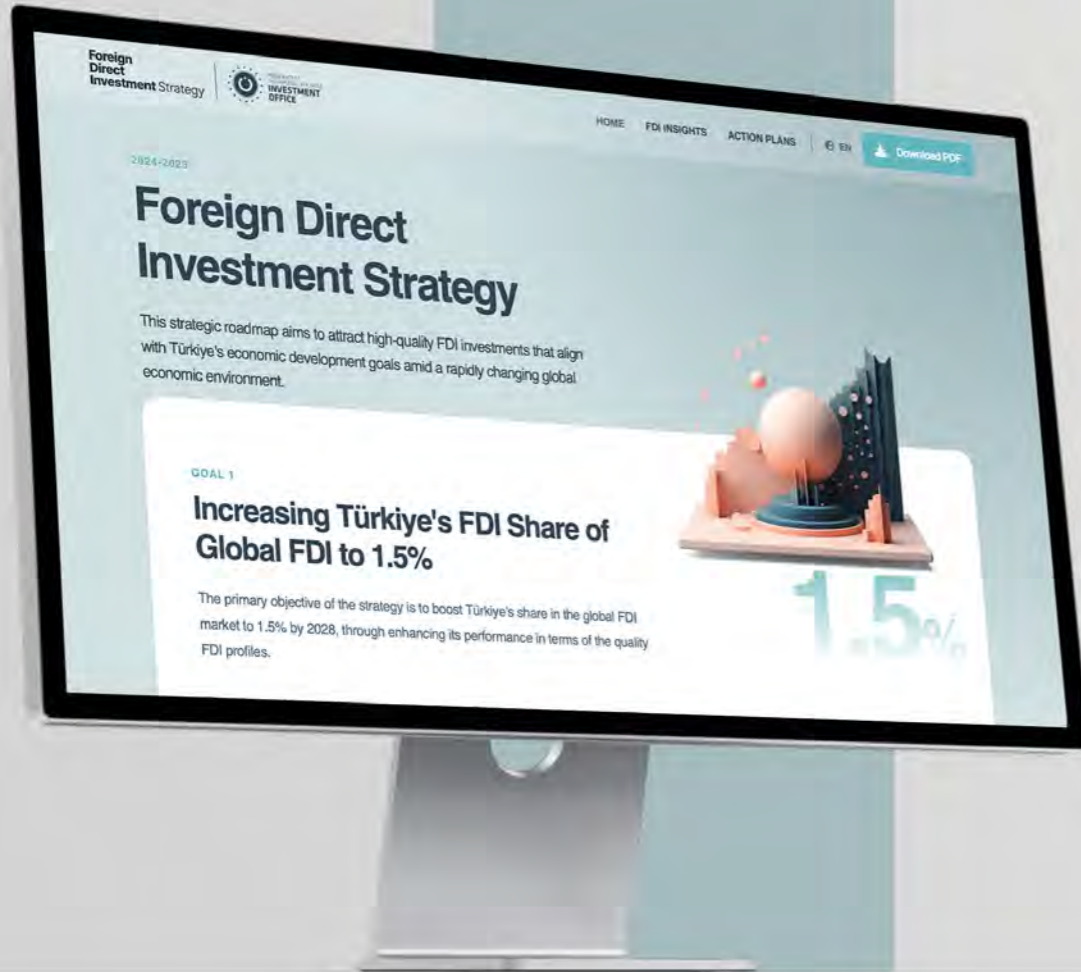 Foreign
Direct
Investment Strategy
INVESTMENT
OFFICE
HOME FDI INSIGHTS ACTION PLANS EN Download PDF
Foreign Direct
Investment Strategy
This strategic roadmap aims to attract high-quality FDI investments that align
with Türkiye's economic development goals amid a rapidly changing global
economic environment.
GOAL 1
Increasing Türkiye's FDI Share of
Global FDI to 1.5%
The primary objective of the strategy is to boost Türkiye's share in the global FDI
market to 1.5% by 2028, through enhancing its performance in terms of the quality
FDI profiles.
1.5%